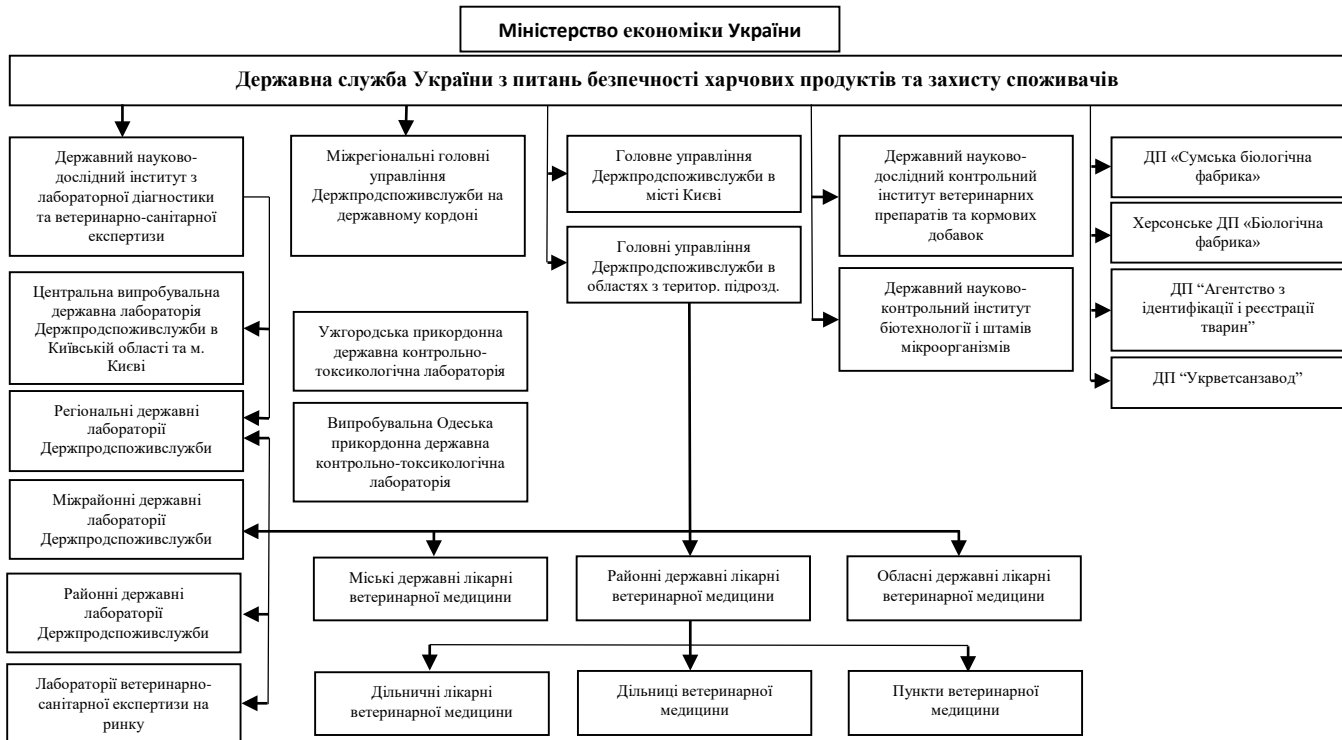 Міністерство економіки України
Державна служба України з питань безпечності харчових продуктів та захисту споживачів
Державний науково-
дослідний інститут з
лабораторної діагностики
та ветеринарно-санітарної
експертизи
Міжрегіональні головні
управління
Держпродспоживслужби на
державному кордоні
Головне управління
Держпродспоживслужби в
місті Києві
Державний науково-
дослідний контрольний
інститут ветеринарних
препаратів та кормових
добавок
ДП «Сумська біологічна
фабрика»
Херсонське ДП «Біологічна
фабрика»
Головні управління
Держпродспоживслужби в
областях з територ. підрозд.
Центральна випробувальна
державна лабораторія
Держпродспоживслужби в
Київській області та м.
Києві
Ужгородська прикордонна
державна контрольно-
токсикологічна лабораторія
Державний науково-
контрольний інститут
біотехнології і штамів
мікроорганізмів
ДП “Агентство з
ідентифікації і реєстрації
тварин”
ДП “Укрветсанзавод”
Регіональні державні
лабораторії
Держпродспоживслужби
Випробувальна Одеська
прикордонна державна
контрольно-токсикологічна
лабораторія
Міжрайонні державні
лабораторії
Держпродспоживслужби
Міські державні лікарні
ветеринарної медицини
Районні державні лікарні
ветеринарної медицини
Обласні державні лікарні
ветеринарної медицини
Районні державні
лабораторії
Держпродспоживслужби
Лабораторії ветеринарно-
санітарної експертизи на
ринку
Дільничні лікарні
ветеринарної медицини
Дільниці ветеринарної
медицини
Пункти ветеринарної
медицини